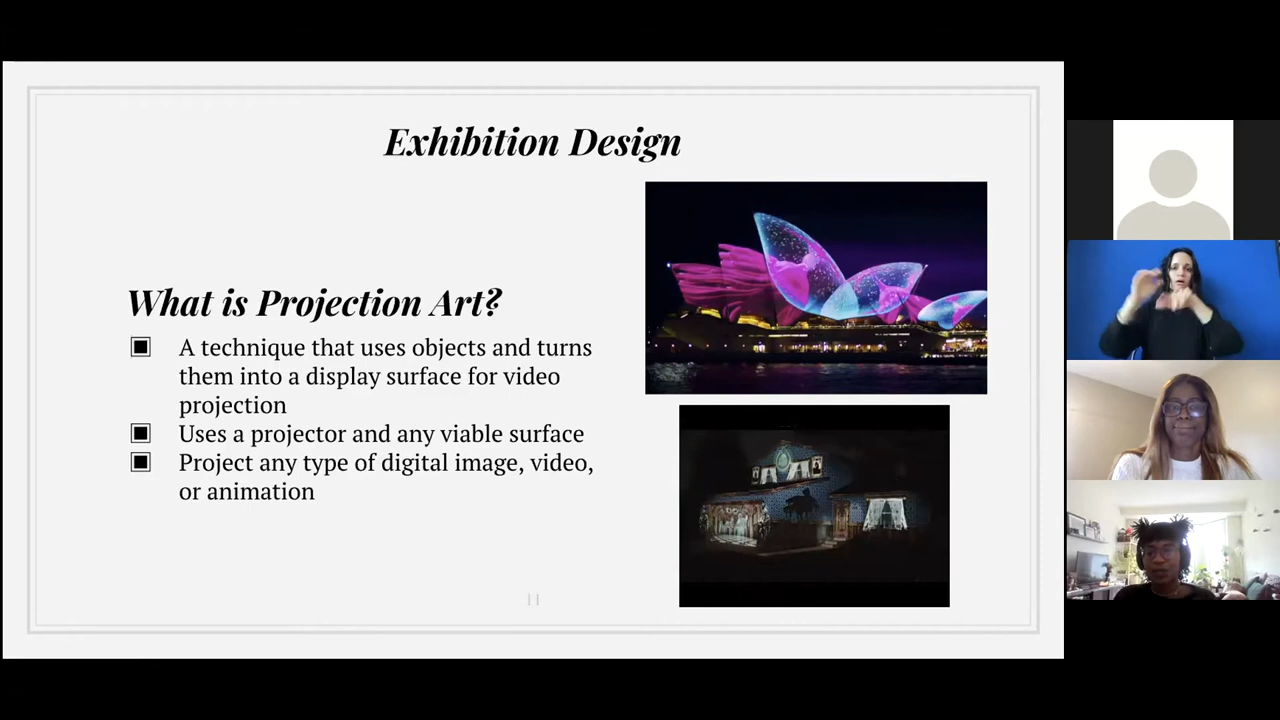 Exhibition Design
What is Projection Art?
A technique that uses objects and turns
them into a display surface for video
projection
Uses a projector and any viable surface
Project any type of digital image, video,
or animation
11